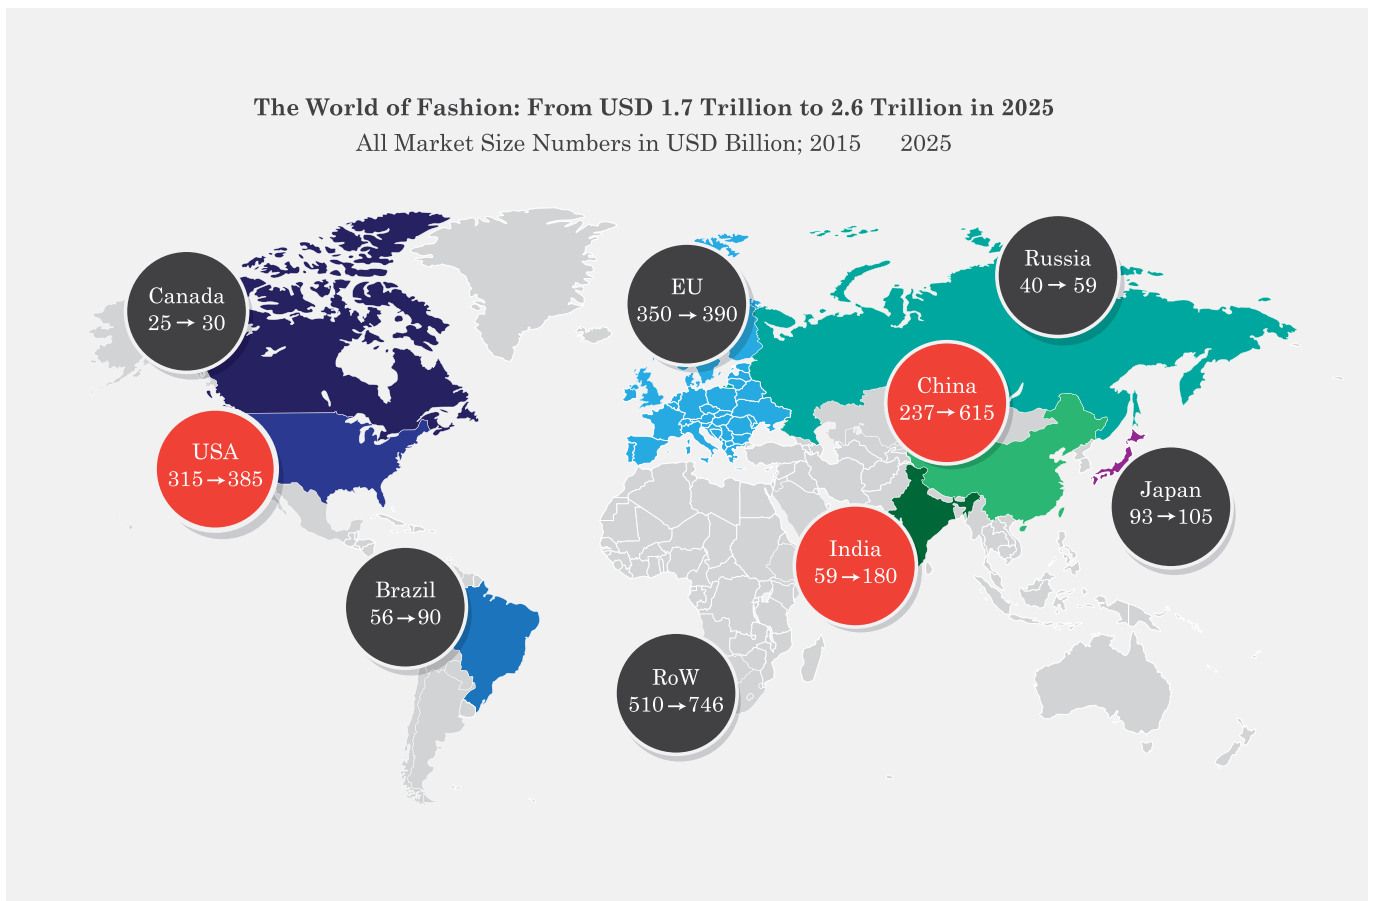 The World of Fashion: From USD 1.7 Trillion to 2.6 Trillion in 2025
All Market Size Numbers in USD Billion; 2015 2025
Canada
25→30
EU
350→390
Russia
40→59
China
237→615
USA
315→385
Japan
93→105
India
59→180
Brazil
56→90
RoW
510→746